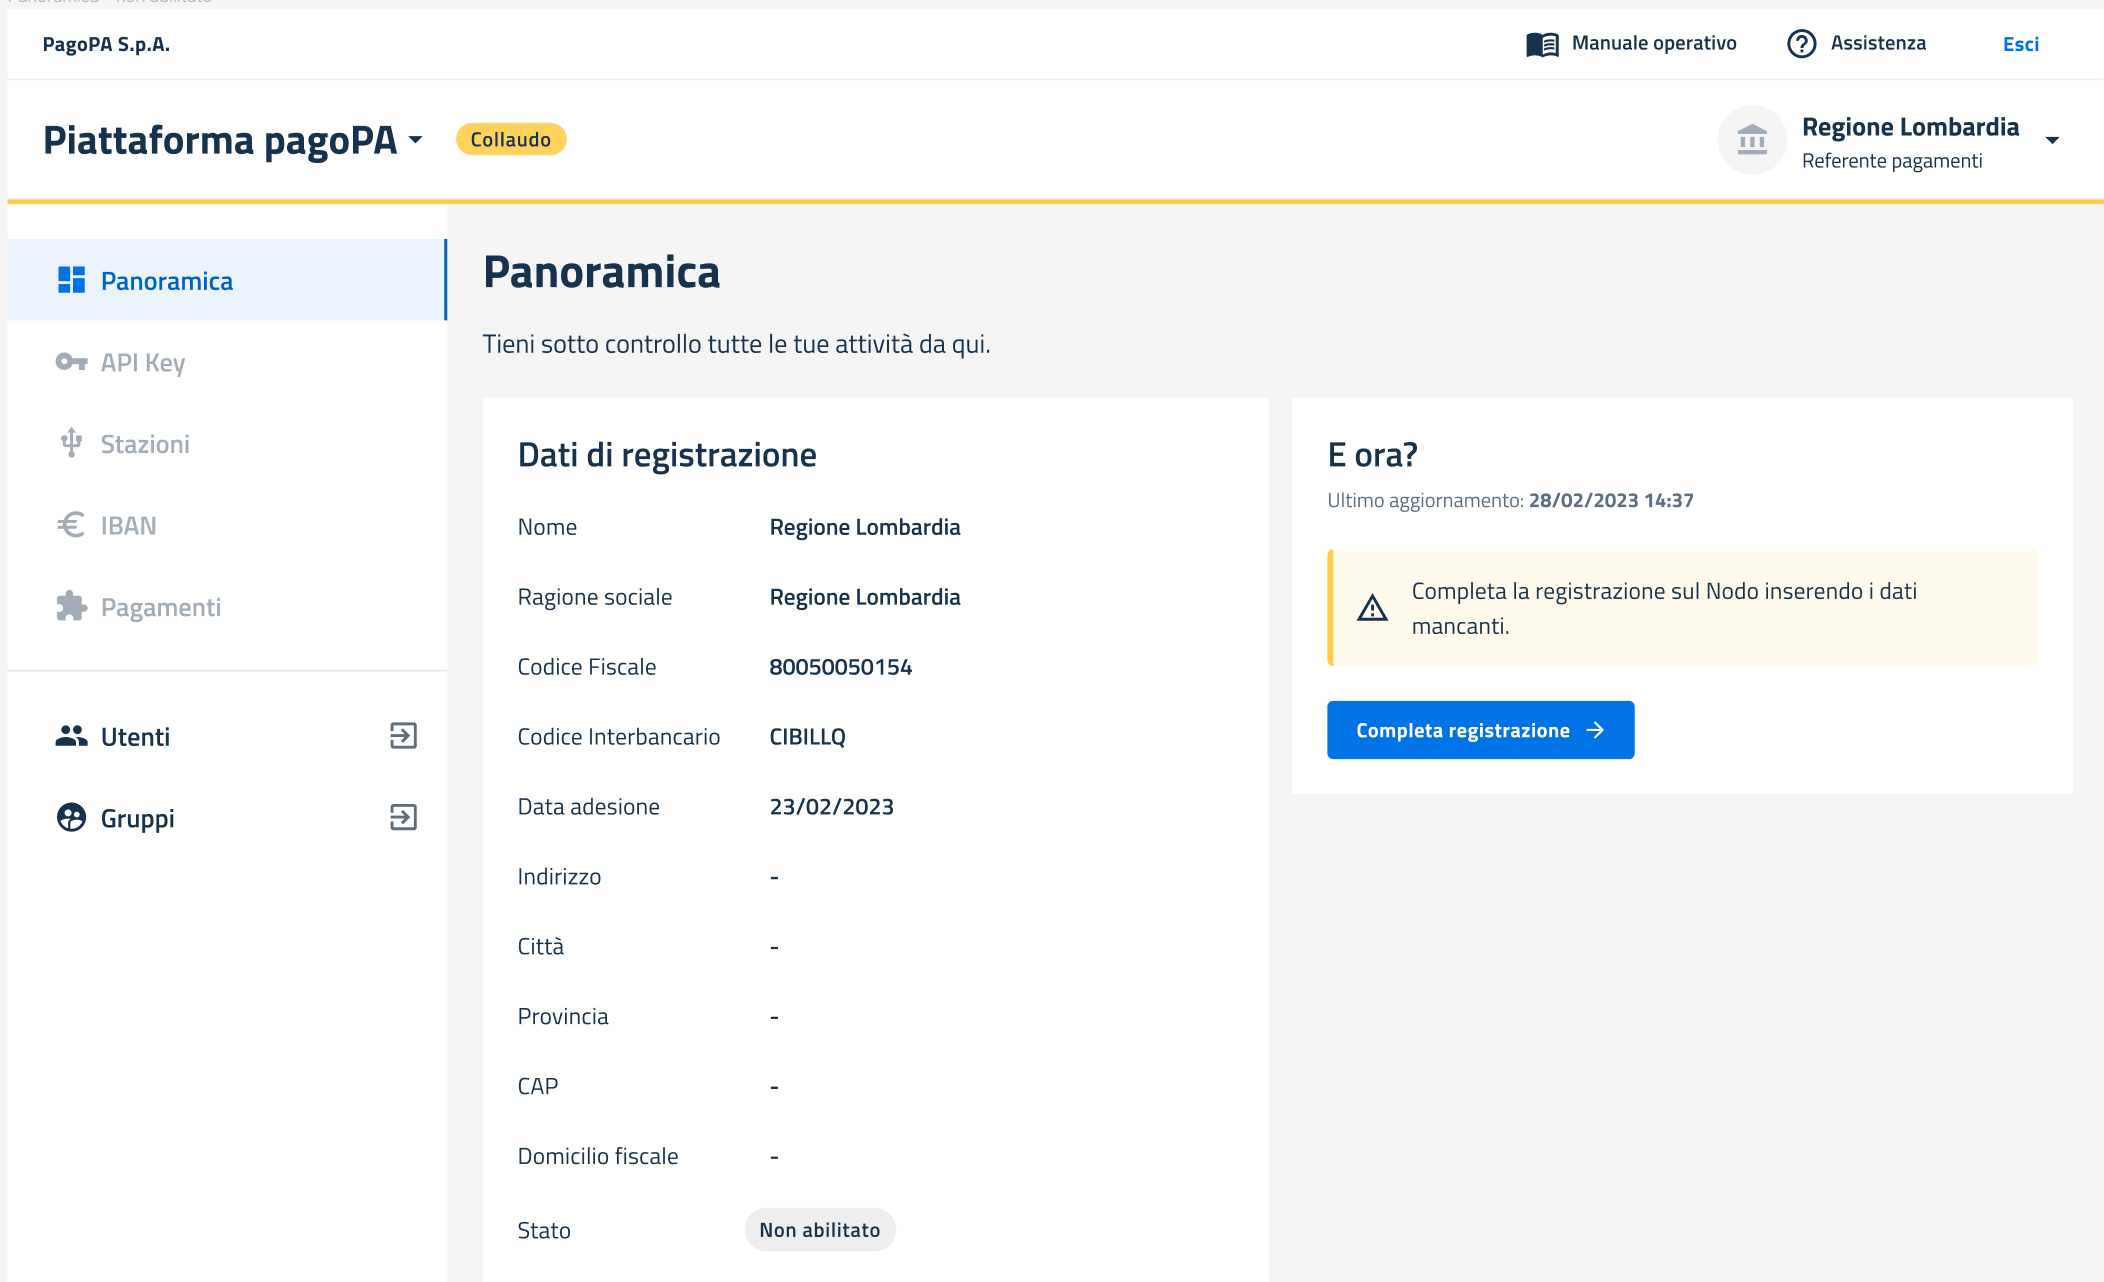 PagoPA S.p.A.
Manuale operativo
Assistenza
Esci
Piattaforma pagoPA
Collaudo
Regione Lombardia
Referente pagamenti
Panoramica
API Key
Stazioni
IBAN
Pagamenti
Utenti
Gruppi
Panoramica
Tieni sotto controllo tutte le tue attività da qui.
Dati di registrazione
Nome Regione Lombardia
Ragione sociale Regione Lombardia
Codice Fiscale 80050050154
Codice Interbancario CIBILLQ
Data adesione 23/02/2023
Indirizzo -
Città -
Provincia -
CAP -
Domicilio fiscale -
Stato Non abilitato
E ora?
Ultimo aggiornamento: 28/02/2023 14:37
Completa la registrazione sul Nodo inserendo i dati
mancanti.
Completa registrazione